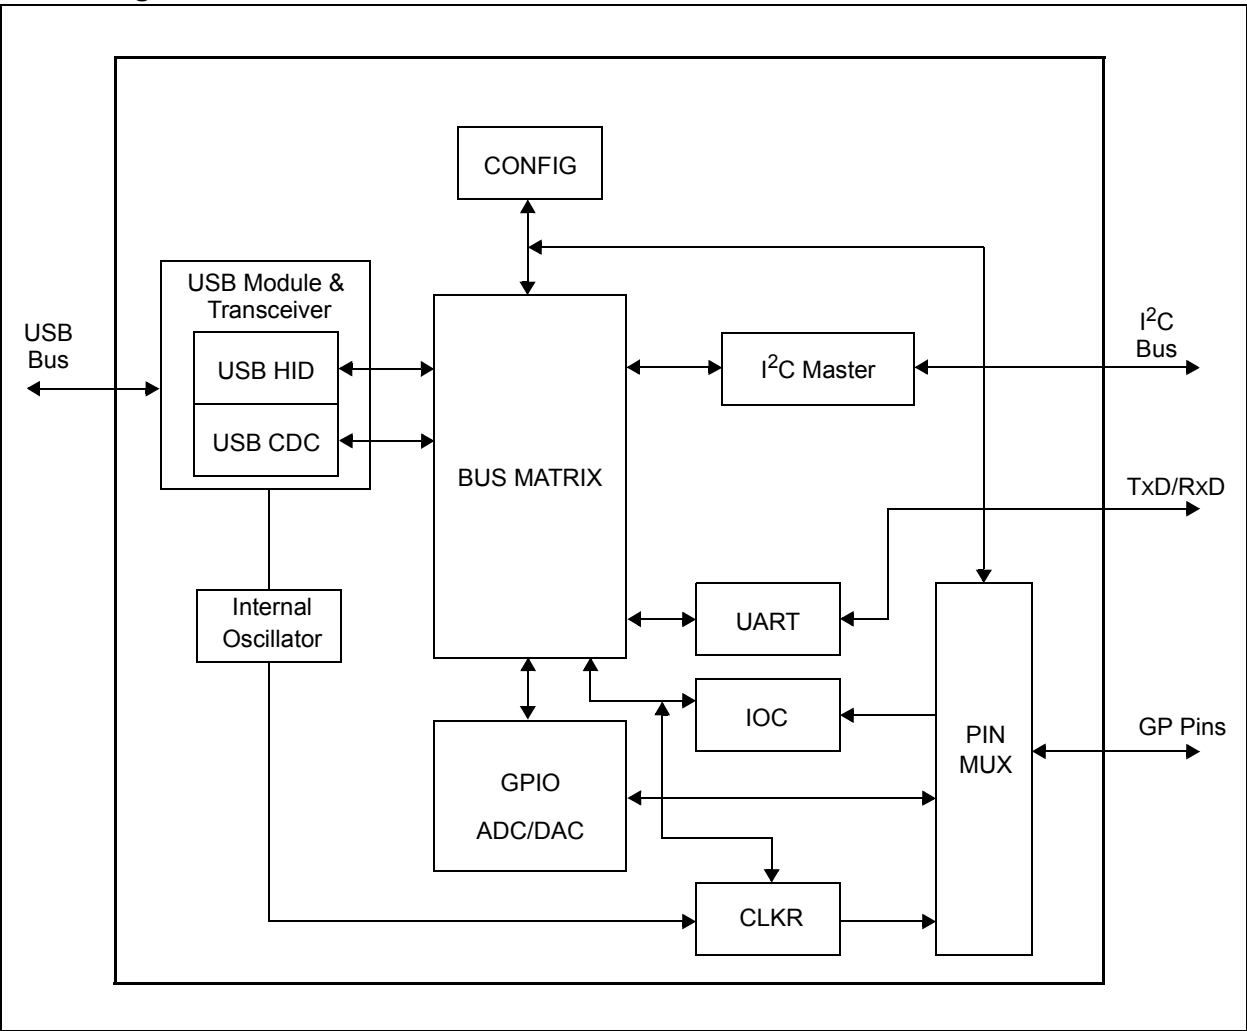 CONFIG
USB Module &
Transceiver
USB
Bus
USB HID
USB CDC
BUS MATRIX
I²C Master
I²C
Bus
TxD/RxD
Internal
Oscillator
UART
IOC
GPIO
ADC/DAC
PIN
MUX
GP Pins
CLKR